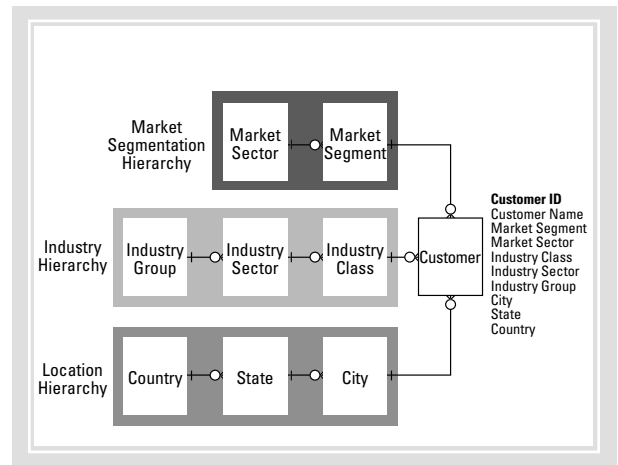 Market
Segmentation
Hierarchy
Market
Sector
Market
Segment
Industry
Hierarchy
Industry
Group
Industry
Sector
Industry
Class
Customer
Customer ID
Customer Name
Market Segment
Market Sector
Industry Class
Industry Sector
Industry Group
City
State
Country
Location
Hierarchy
Country
State
City